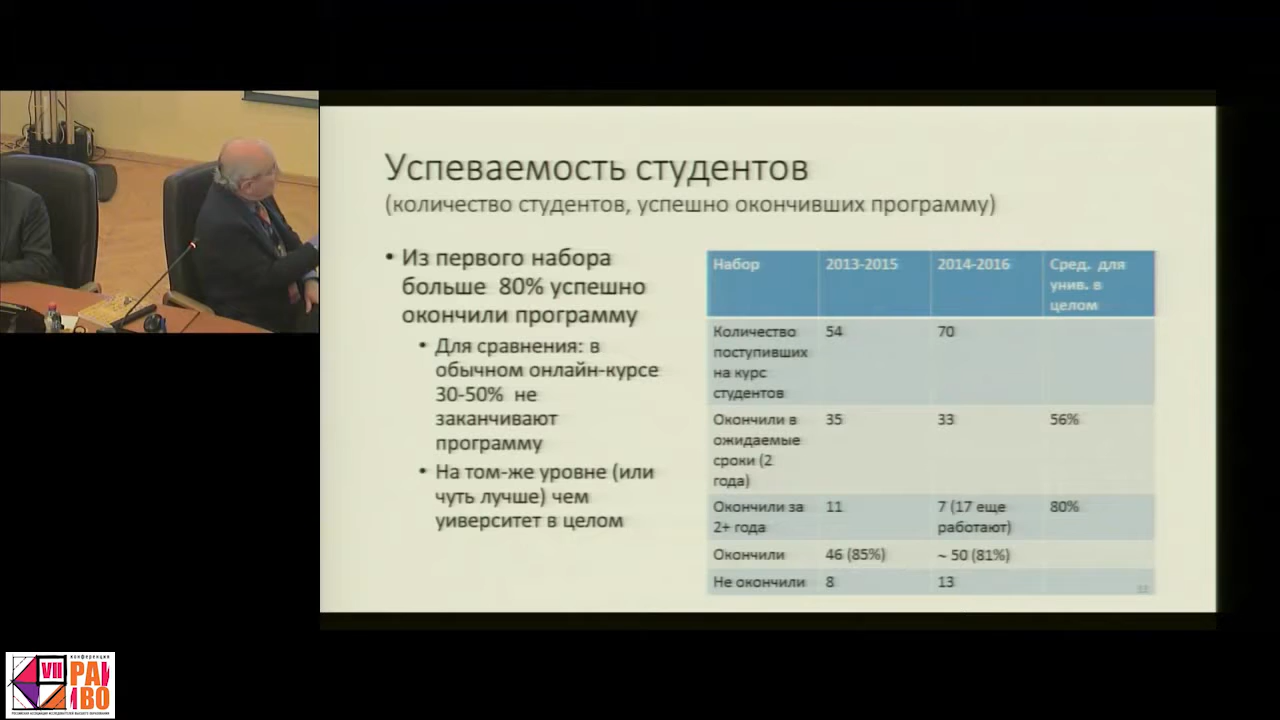 Успеваемость студентов
(количество студентов, успешно окончивших программу)
• Из первого набора
больше 80% успешно
окончили программу
• Для сравнения: в
обычном онлайн-курсе
30-50% не
заканчивают
программу
• На том-же уровне (или
чуть лучше) чем
уиверситет в целом
Набор 2013-2015 2014-2016 Сред. для
унив. в
целом
Количество 54 70
поступивших
на курс
студентов
Окончили в 35 33 56%
ожидаемые
сроки (2
года)
Окончили за 11 7 (17 еще 80%
2+ года работают)
Окончили 46 (85%) ~ 50 (81%)
Не окончили 8 13
конференция
VII
РАИВО